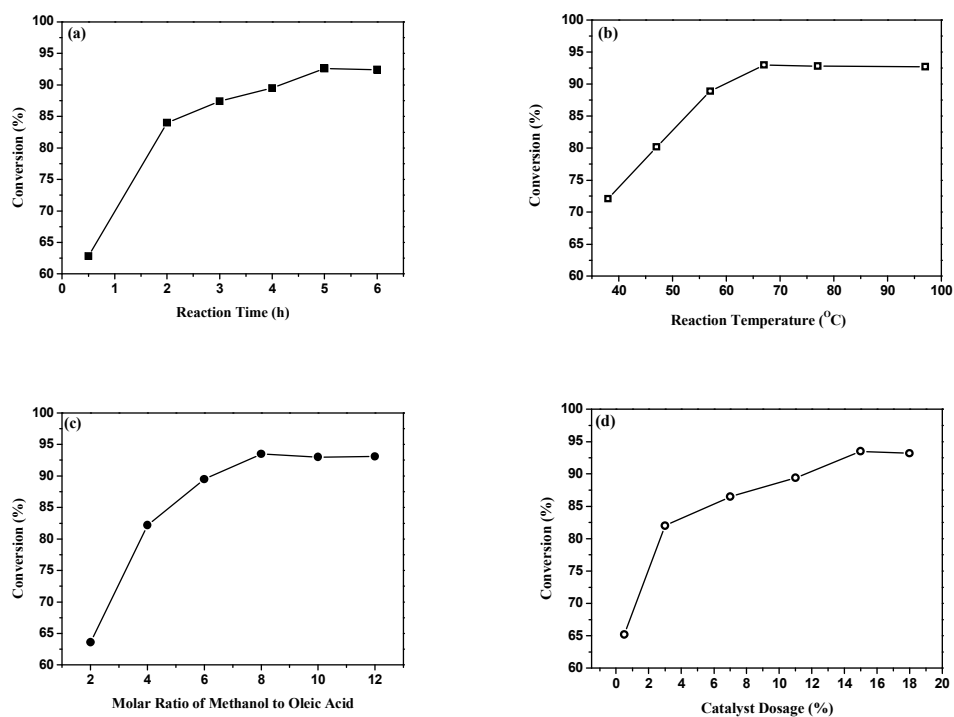 (a)
100
95
90
85
80
75
70
65
60
Conversion (%)
0 1 2 3 4 5 6
Reaction Time (h)
(b)
100
95
90
85
80
75
70
65
60
Conversion (%)
40 50 60 70 80 90 100
Reaction Temperature (OC)
(c)
100
95
90
85
80
75
70
65
60
Conversion (%)
2 4 6 8 10 12
Molar Ratio of Methanol to Oleic Acid
(d)
100
95
90
85
80
75
70
65
60
Conversion (%)
0 2 4 6 8 10 12 14 16 18 20
Catalyst Dosage (%)